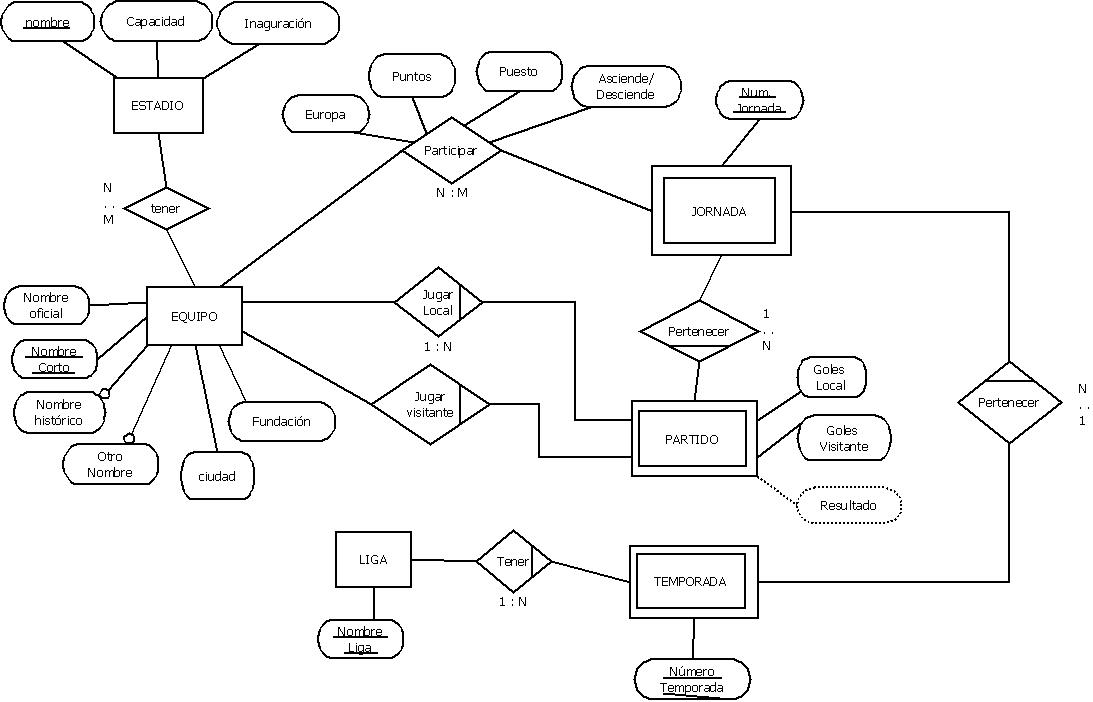 nombre
Capacidad
Inaguración
ESTADIO
Puntos
Puesto
Asciende/
Desciende
Europa
Participar
N : M
Num.
Jornada
N
. .
M
tener
JORNADA
Nombre
oficial
EQUIPO
Jugar
Local
1 : N
Pertenecer
1
. .
N
Nombre
Corto
Nombre
histórico
Otro
Nombre
ciudad
Fundación
Jugar
visitante
PARTIDO
Goles
Local
Goles
Visitante
Resultado
Pertenecer
N
. .
1
LIGA
Tener
1 : N
TEMPORADA
Nombre
Liga
Número
Temporada